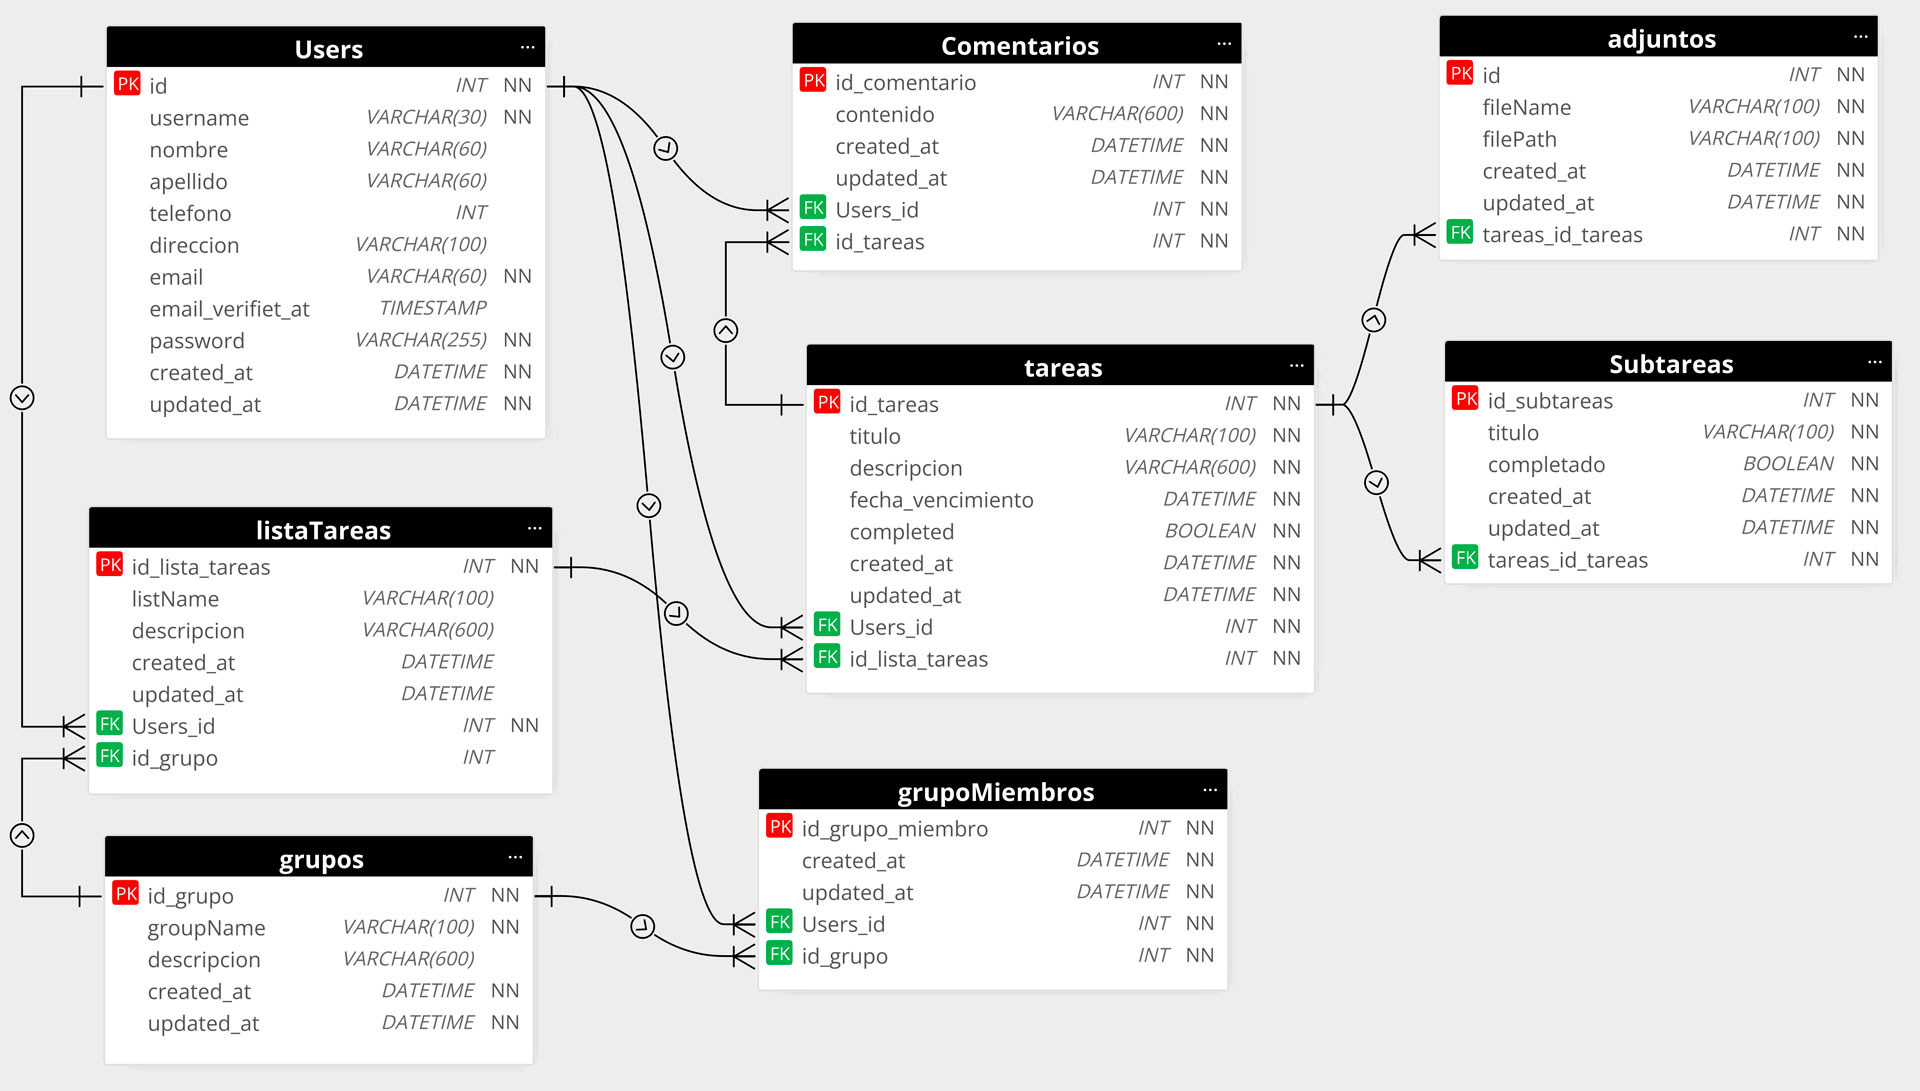 Users ...
PK id INT NN
username VARCHAR(30) NN
nombre VARCHAR(60)
apellido VARCHAR(60)
telefono INT
direccion VARCHAR(100)
email VARCHAR(60) NN
email_verifiet_at TIMESTAMP
password VARCHAR(255) NN
created_at DATETIME NN
updated_at DATETIME NN
Comentarios ...
PK id_comentario INT NN
contenido VARCHAR(600) NN
created_at DATETIME NN
updated_at DATETIME NN
FK Users_id INT NN
FK id_tareas INT NN
adjuntos ...
PK id INT NN
fileName VARCHAR(100) NN
filePath VARCHAR(100) NN
created_at DATETIME NN
updated_at DATETIME NN
FK tareas_id_tareas INT NN
tareas ...
PK id_tareas INT NN
titulo VARCHAR(100) NN
descripcion VARCHAR(600) NN
fecha_vencimiento DATETIME NN
completed BOOLEAN NN
created_at DATETIME NN
updated_at DATETIME NN
FK Users_id INT NN
FK id_lista_tareas INT NN
Subtareas ...
PK id_subtareas INT NN
titulo VARCHAR(100) NN
completado BOOLEAN NN
created_at DATETIME NN
updated_at DATETIME NN
FK tareas_id_tareas INT NN
listaTareas ...
PK id_lista_tareas INT NN
listName VARCHAR(100)
descripcion VARCHAR(600)
created_at DATETIME
updated_at DATETIME
FK Users_id INT NN
FK id_grupo INT
grupos ...
PK id_grupo INT NN
groupName VARCHAR(100) NN
descripcion VARCHAR(600)
created_at DATETIME NN
updated_at DATETIME NN
grupoMiembros ...
PK id_grupo_miembro INT NN
created_at DATETIME NN
updated_at DATETIME NN
FK Users_id INT NN
FK id_grupo INT NN